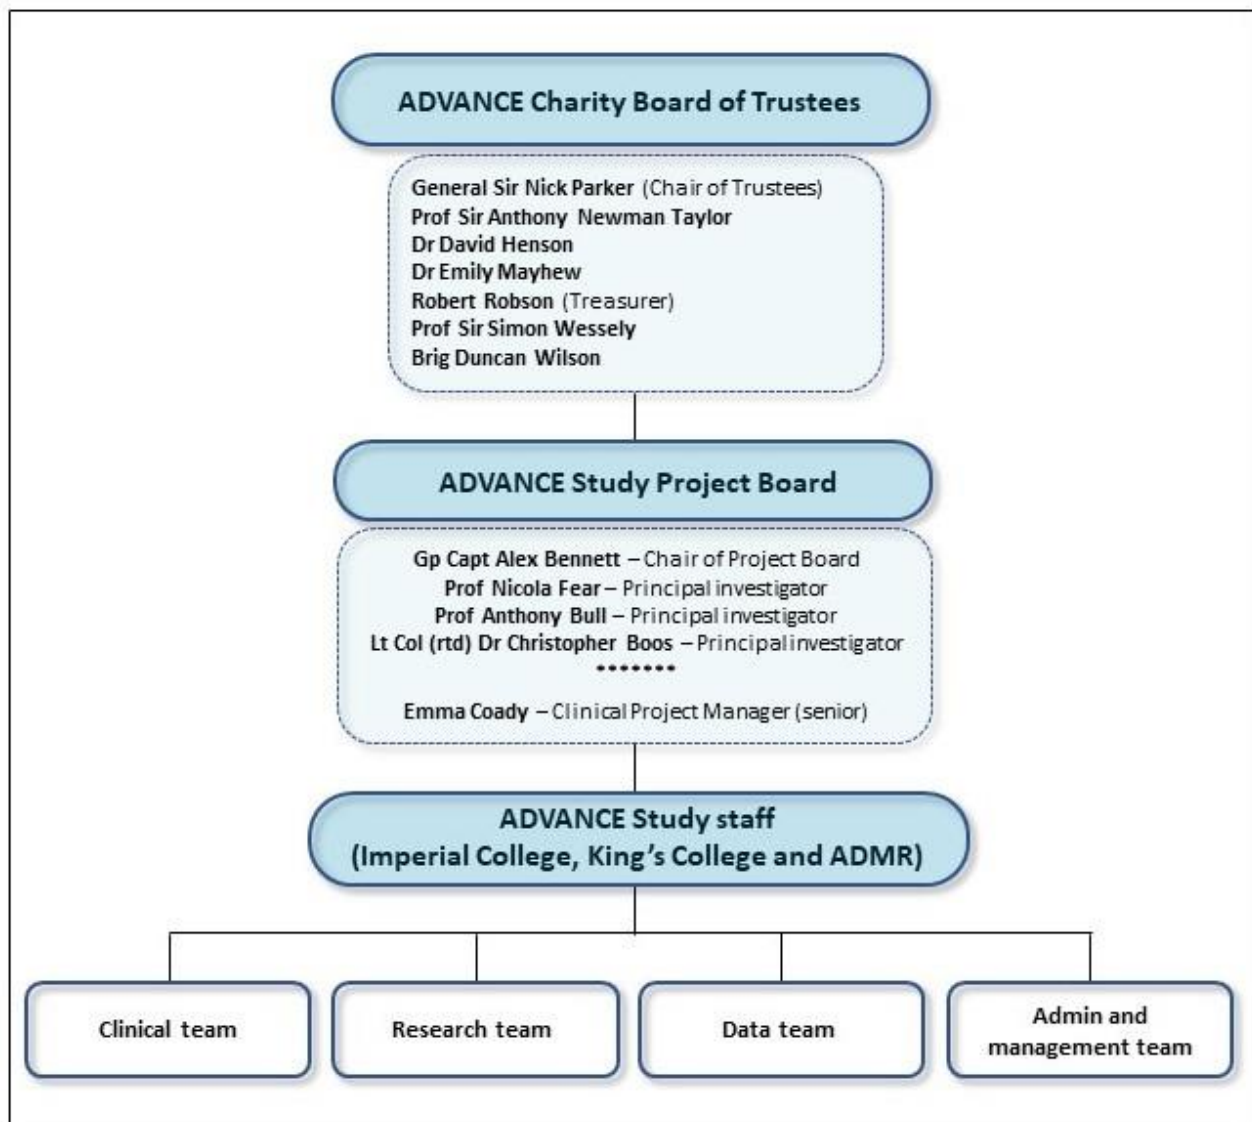 ADVANCE Charity Board of Trustees
General Sir Nick Parker (Chair of Trustees)
Prof Sir Anthony Newman Taylor
Dr David Henson
Dr Emily Mayhew
Robert Robson (Treasurer)
Prof Sir Simon Wessely
Brig Duncan Wilson
ADVANCE Study Project Board
Gp Capt Alex Bennett – Chair of Project Board
Prof Nicola Fear – Principal investigator
Prof Anthony Bull – Principal investigator
Lt Col (rtd) Dr Christopher Boos – Principal investigator
•••••••
Emma Coady – Clinical Project Manager (senior)
ADVANCE Study staff
(Imperial College, King’s College and ADMR)
Clinical team
Research team
Data team
Admin and
management team